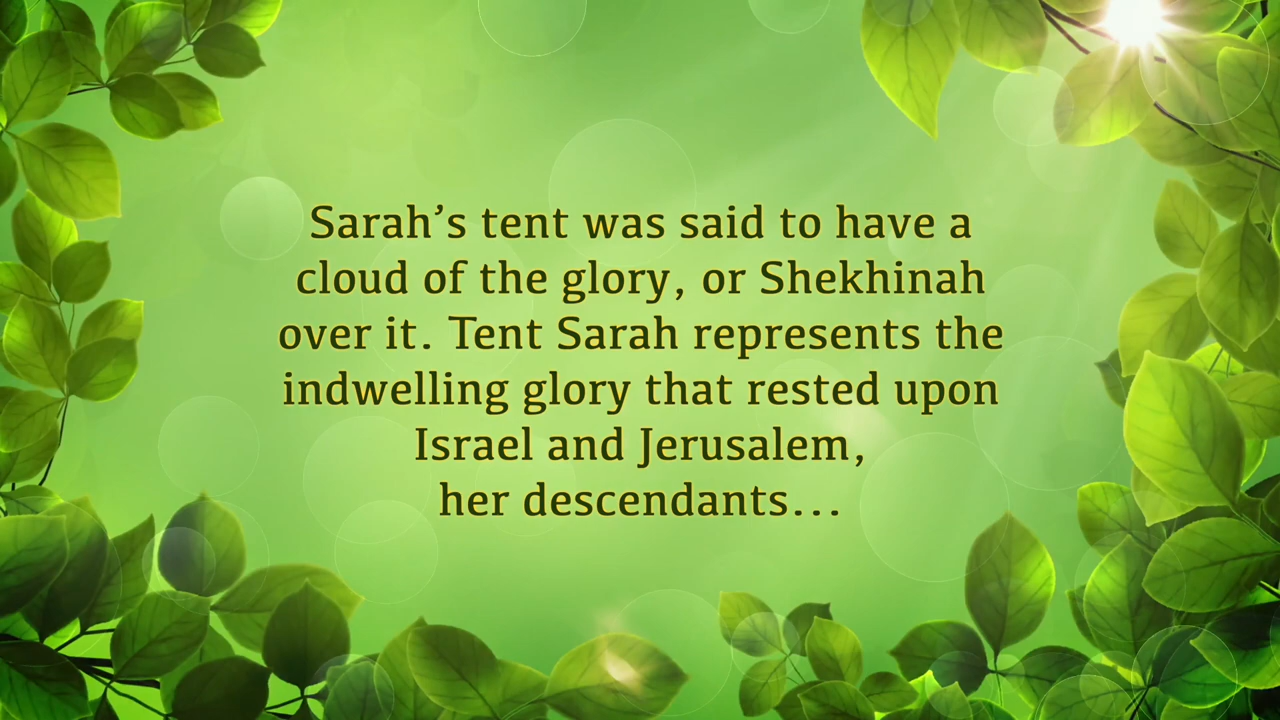 Sarah’s tent was said to have a
cloud of the glory, or Shekhinah
over it. Tent Sarah represents the
indwelling glory that rested upon
Israel and Jerusalem,
her descendants...